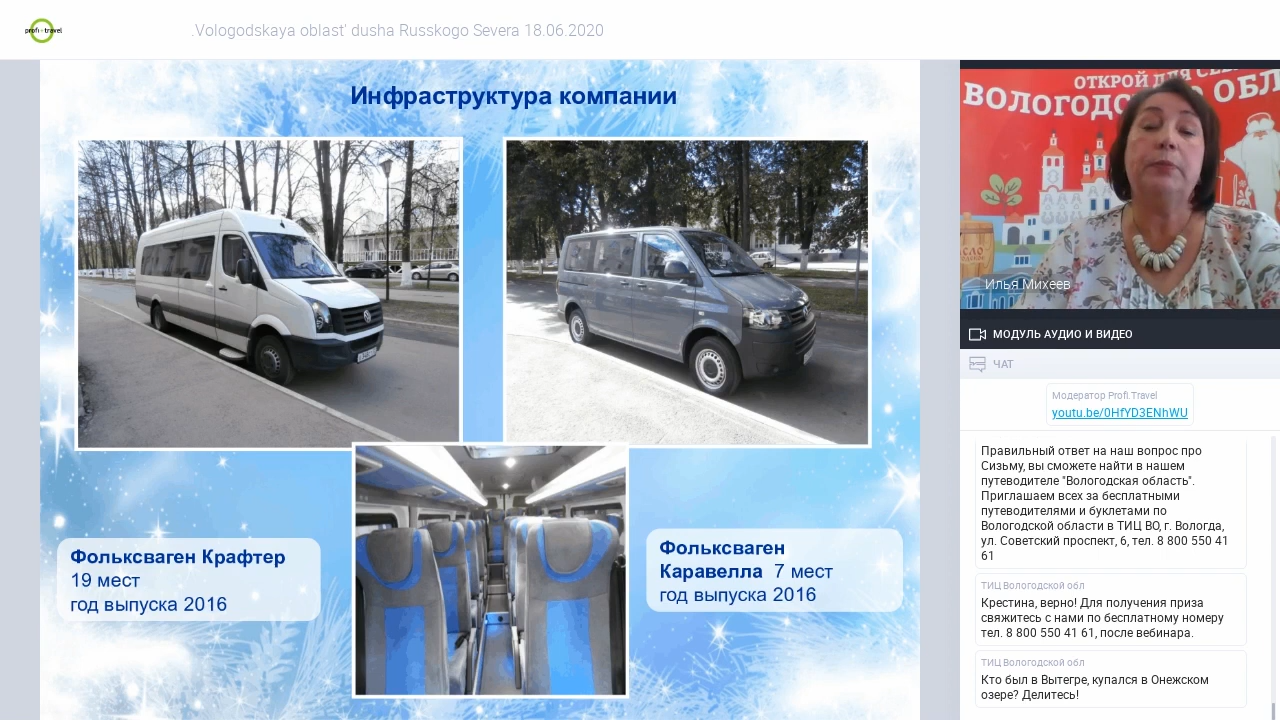 profi travel
.Vologodskaya oblast' dusha Russkogo Severa 18.06.2020
Инфраструктура компании
Фольксваген Крафтер
19 мест
год выпуска 2016
Фольксваген
Каравелла 7 мест
год выпуска 2016
ОТКРОЙ ДЛЯ СЕБ
ВОЛОГОДС ОБЛ
Илья Михеев
МОДУЛЬ АУДИО И ВИДЕО
ЧАТ
Модератор Profi.Travel
youtu.be/0HfYD3ENhWU
Правильный ответ на наш вопрос про
Сизьму, вы сможете найти в нашем
путеводителе "Вологодская область".
Приглашаем всех за бесплатными
путеводителями и буклетами по
Вологодской области в ТИЦ ВО, г. Вологда,
ул. Советский проспект, 6, тел. 8 800 550 41
61
ТИЦ Вологодской обл
Крестина, верно! Для получения приза
свяжитесь с нами по бесплатному номеру
тел. 8 800 550 41 61, после вебинара.
ТИЦ Вологодской обл
Кто был в Вытегре, купался в Онежском
озере? Делитесь!